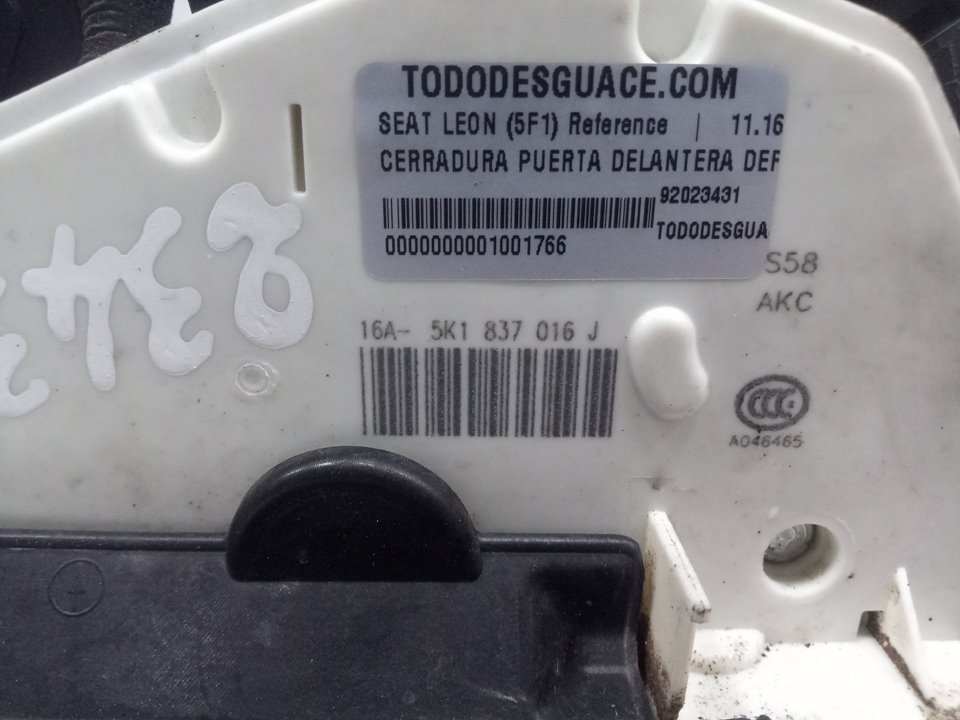 TODODESGUACE.COM
SEAT LEON (5F1) Reference | 11.16
CERRADURA PUERTA DELANTERA DEF
92023431
0000000001001766
TODODESGUA
S58
AKC
16A- 5K1 837 016 J
CCC
A046465